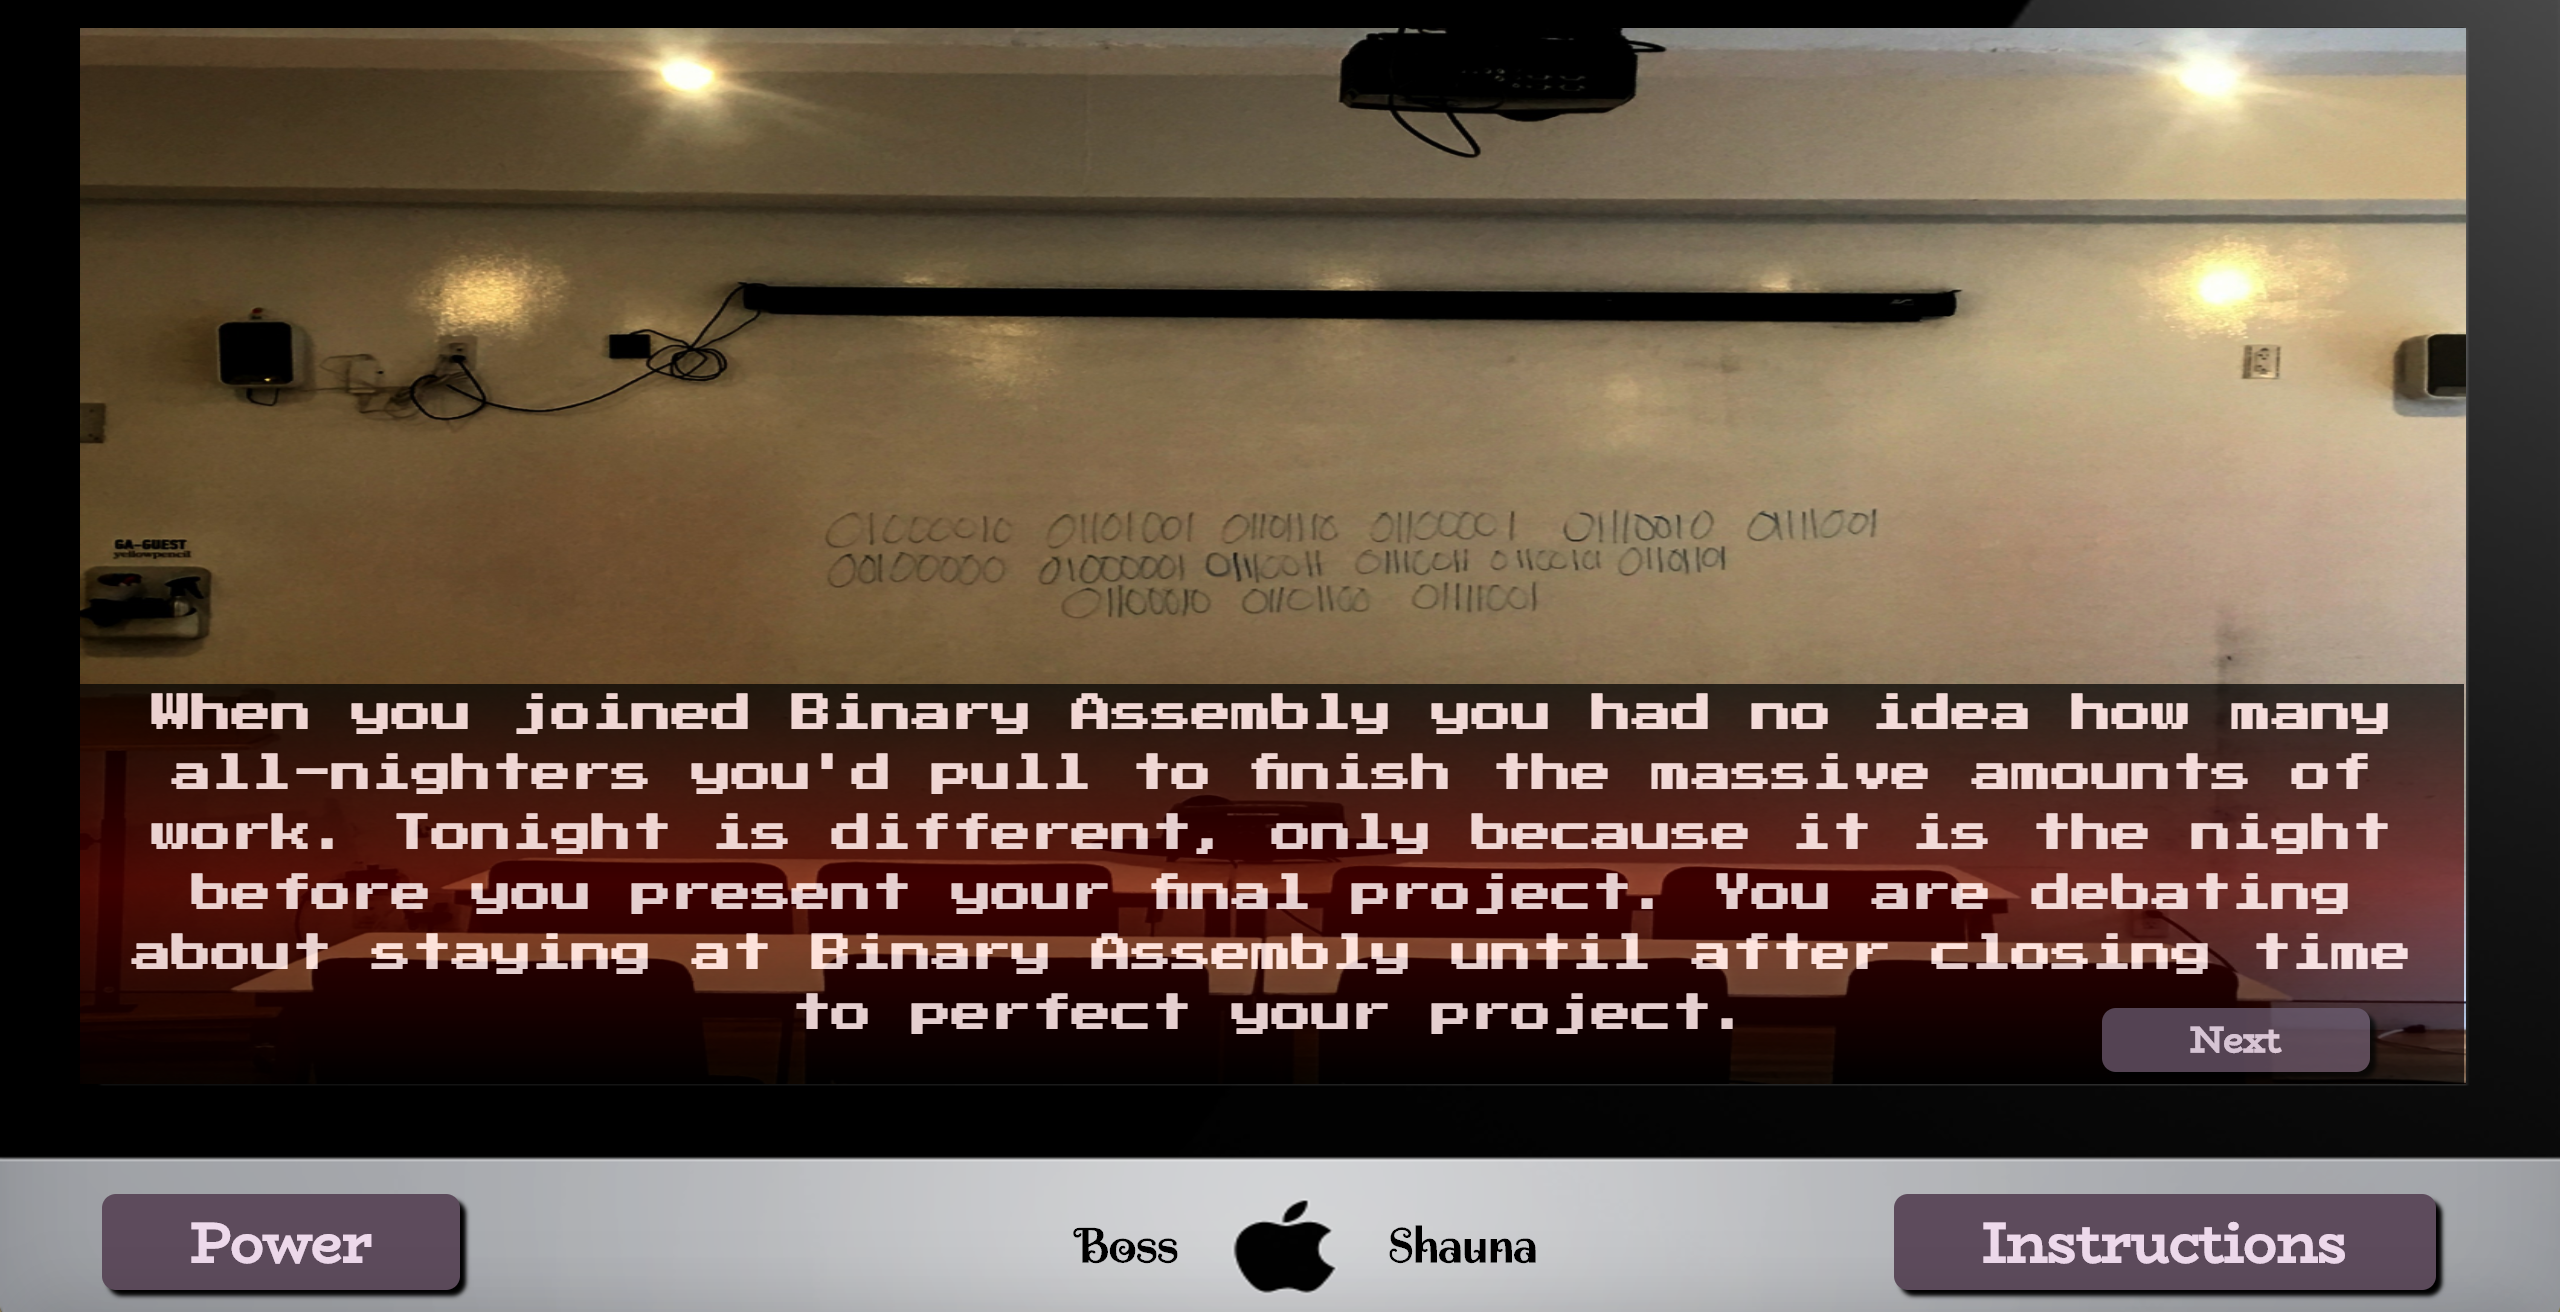 01000010 01101001 01101110 01100001 01110010 01111001
00100000 01000001 01110011 01110011 01100101 01101101
01100010 01101100 01111001
GA-GUEST
yellowpencil
When you joined Binary Assembly you had no idea how many
all-nighters you'd pull to finish the massive amounts of
work. Tonight is different, only because it is the night
before you present your final project. You are debating
about staying at Binary Assembly until after closing time
to perfect your project.
Next
Power
Boss Shauna
Instructions